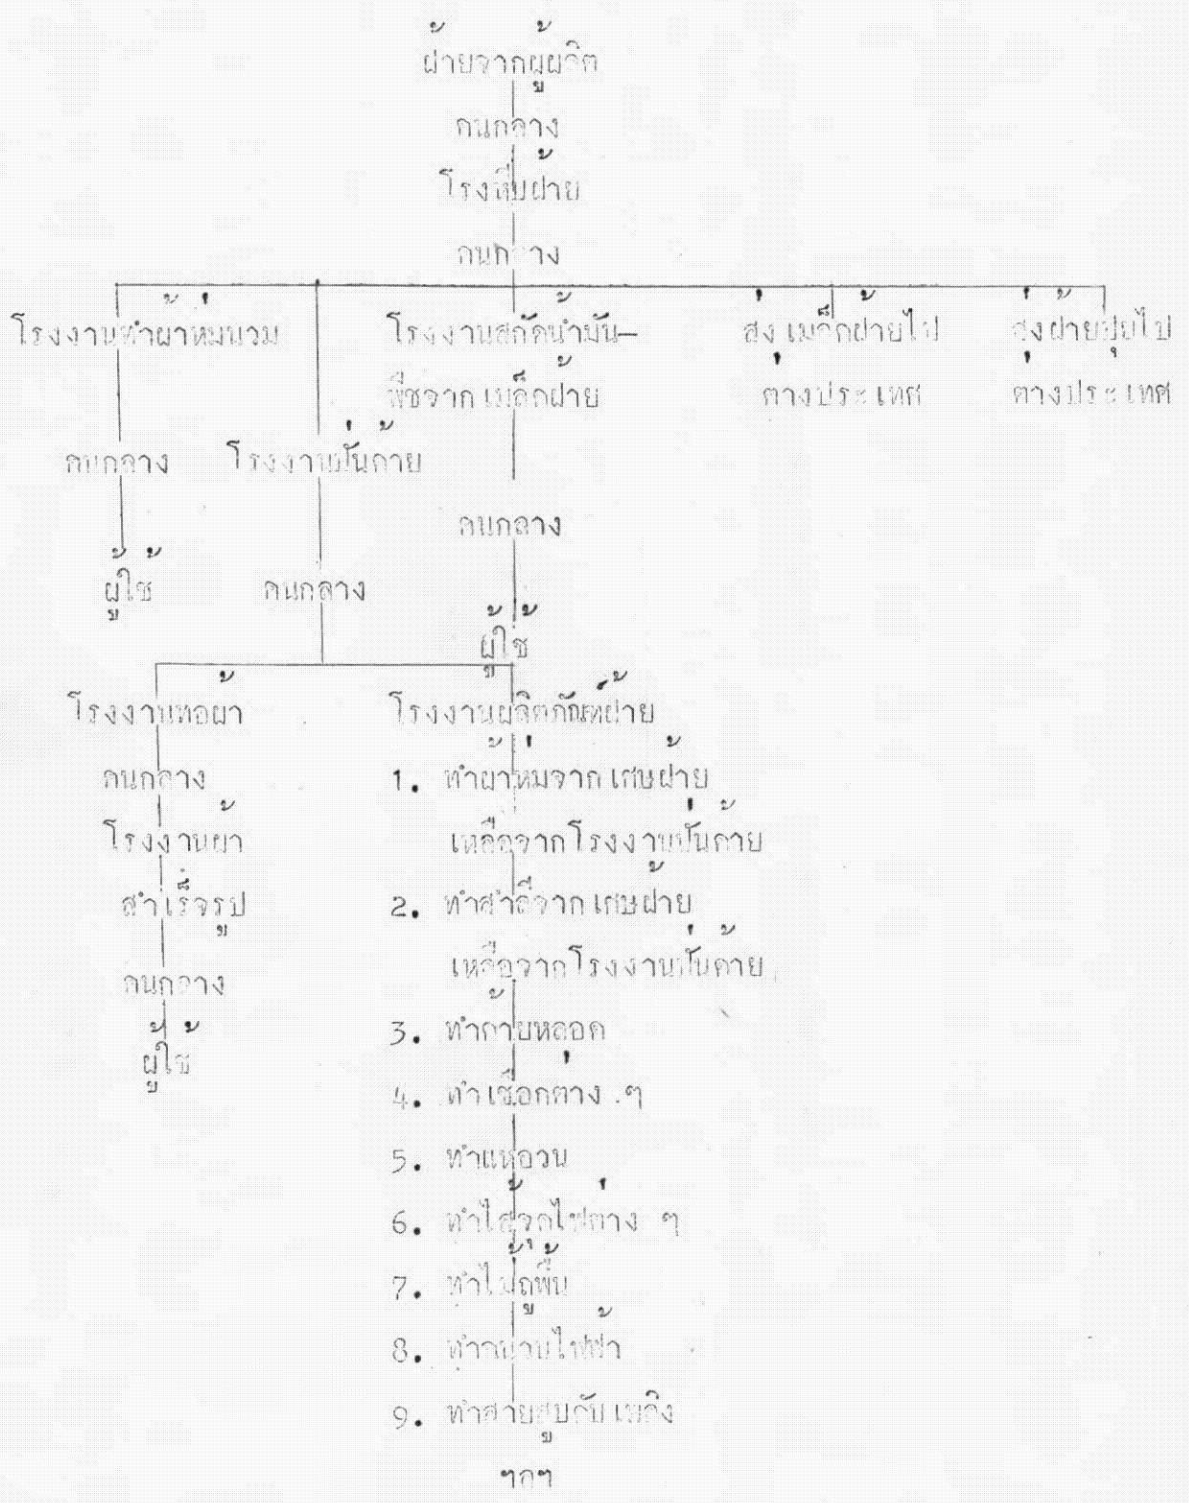 ฝ้ายจากผู้ผลิต
คนกลาง
โรงหีบฝ้าย
คนกลาง
โรงงานทำผ้าห่มนวม
โรงงานสกัดน้ำมัน-
ส่งเมล็ดฝ้ายไป
ส่งฝ้ายปุยไป
พืชจากเมล็ดฝ้าย
ต่างประเทศ
ต่างประเทศ
คนกลาง
โรงงานปั่นด้าย
คนกลาง
ผู้ใช้
คนกลาง
ผู้ใช้
โรงงานทอผ้า
โรงงานผลิตภัณฑ์ฝ้าย
คนกลาง
1. ทำผ้าห่มจากเศษฝ้าย
โรงงานผ้า
เหลือจากโรงงานปั่นด้าย
สำเร็จรูป
2. ทำสำลีจากเศษฝ้าย
คนกลาง
เหลือจากโรงงานปั่นด้าย
ผู้ใช้
3. ทำด้ายหลอด
4. ทำเชือกต่าง ๆ
5. ทำแหอวน
6. ทำไส้จุดไฟต่าง ๆ
7. ทำไม้ถูพื้น
8. ทำฉนวนไฟฟ้า
9. ทำสายสูบดับเพลิง
ฯลฯ